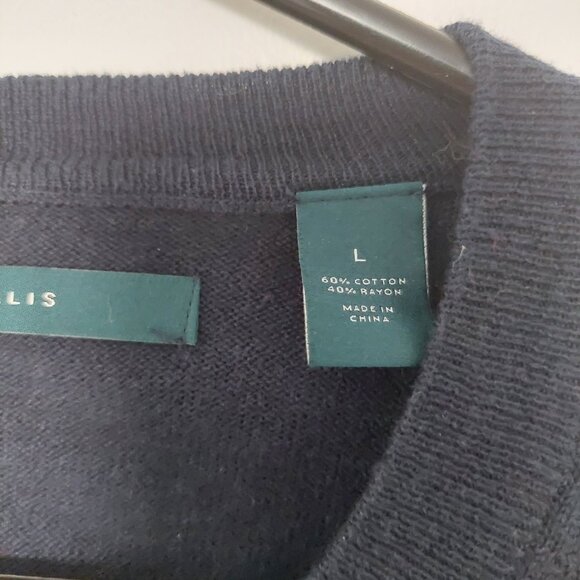 LIS
L
60% COTTON
40% RAYON
MADE IN
CHINA